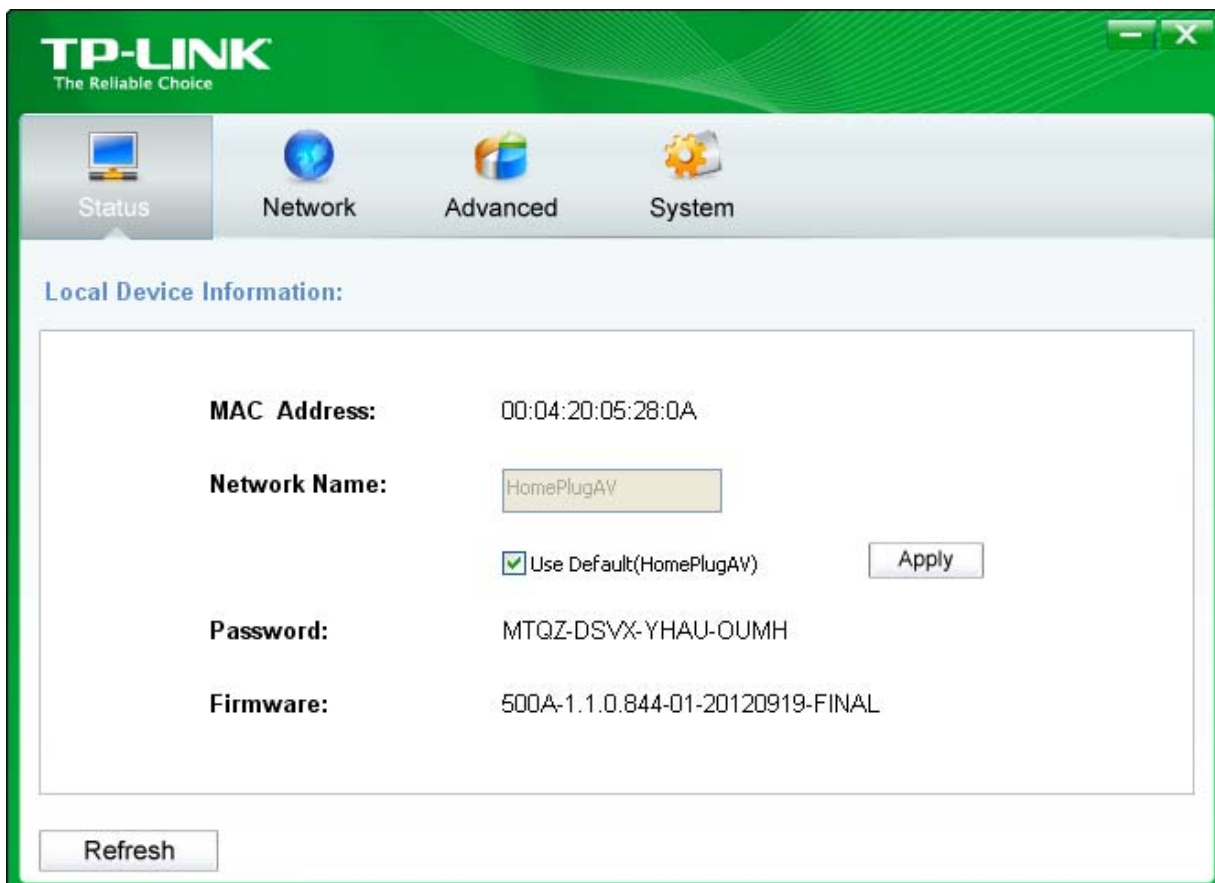 TP-LINK
The Reliable Choice
Status Network Advanced System
Local Device Information:
MAC Address: 00:04:20:05:28:0A
Network Name: HomePlugAV
Use Default(HomePlugAV) Apply
Password: MTQZ-DSVX-YHAU-OUMH
Firmware: 500A-1.1.0.844-01-20120919-FINAL
Refresh